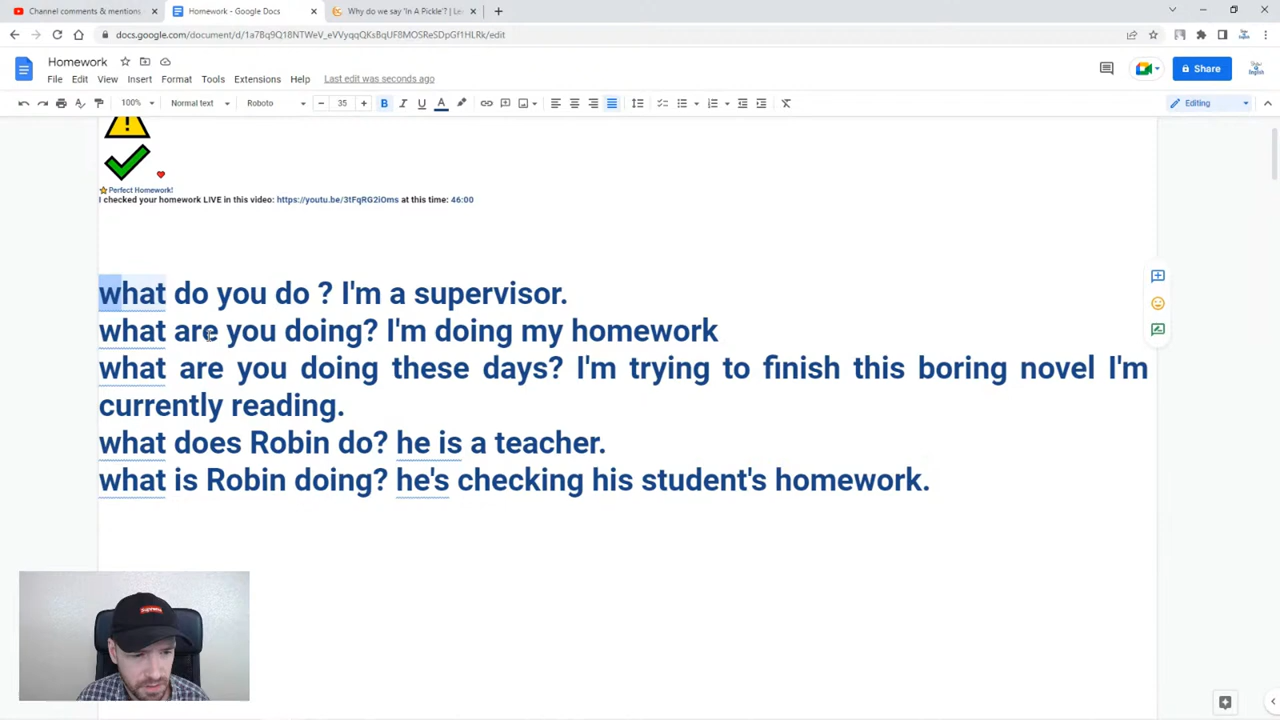 Channel comments & mentions
Homework - Google Docs
Why do we say 'In A Pickle'? | Le
docs.google.com/document/d/1a7Bq9Q18NTWeV_eVVyqqQKsBqUF8MOSReSDpGf1HLRk/edit
Homework
File Edit View Insert Format Tools Extensions Help Last edit was seconds ago
Share
100% Normal text Roboto 35 Editing
Perfect Homework!
I checked your homework LIVE in this video: https://youtu.be/3tFqRG2iOms at this time: 46:00
what do you do ? I'm a supervisor.
what are you doing? I'm doing my homework
what are you doing these days? I'm trying to finish this boring novel I'm
currently reading.
what does Robin do? he is a teacher.
what is Robin doing? he's checking his student's homework.
Supreme